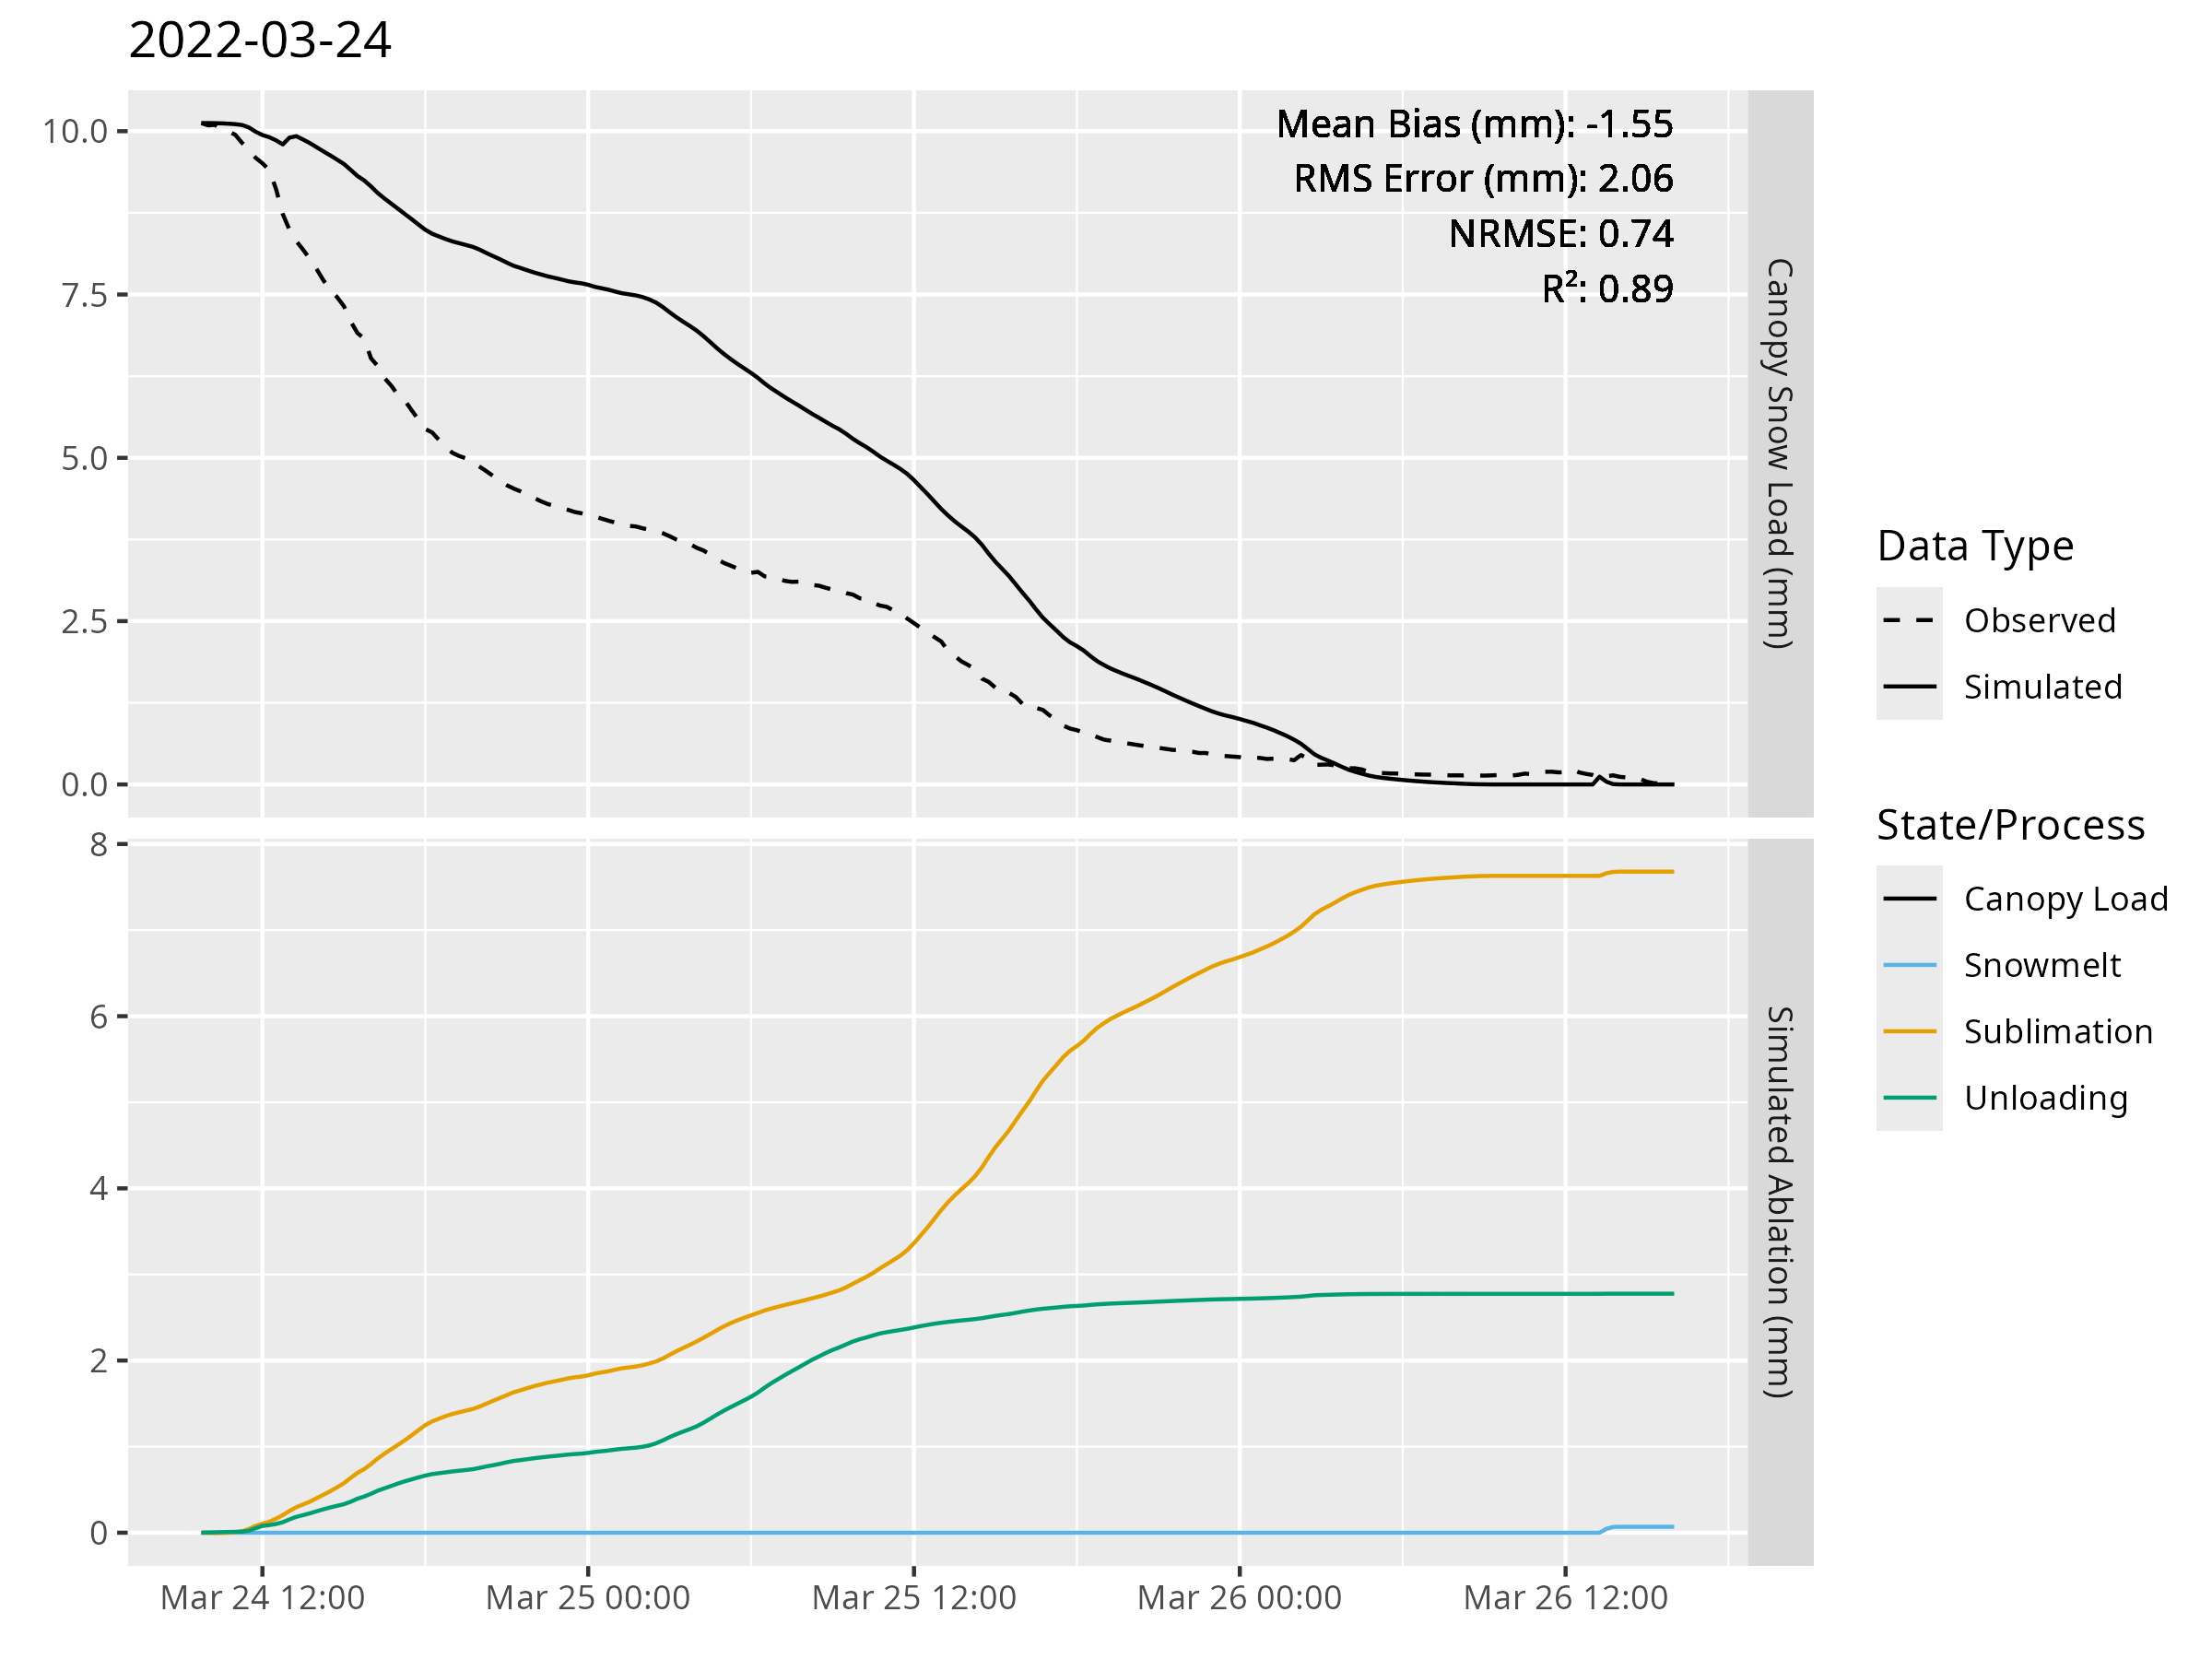 2022-03-24
Mean Bias (mm): -1.55
RMS Error (mm): 2.06
NRMSE: 0.74
R²: 0.89
10.0
7.5
5.0
2.5
0.0
Canopy Snow Load (mm)
8
6
4
2
0
Simulated Ablation (mm)
Mar 24 12:00
Mar 25 00:00
Mar 25 12:00
Mar 26 00:00
Mar 26 12:00
Data Type
Observed
Simulated
State/Process
Canopy Load
Snowmelt
Sublimation
Unloading